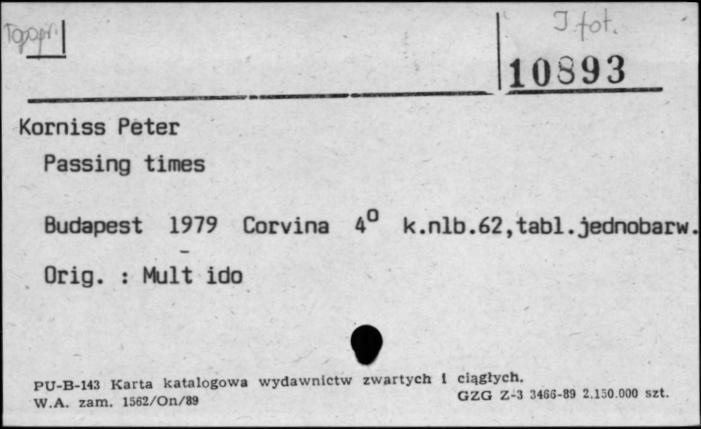 Topogr.
I fot.
10893
Korniss Peter
Passing times
Budapest 1979 Corvina 4° k.nlb.62,tabl.jednobarw.
Orig. : Mult ido
PU-B-143 Karta katalogowa wydawnictw zwartych i ciągłych.
W.A. zam. 1562/On/89
GZG Z-3 3466-89 2.150.000 szt.